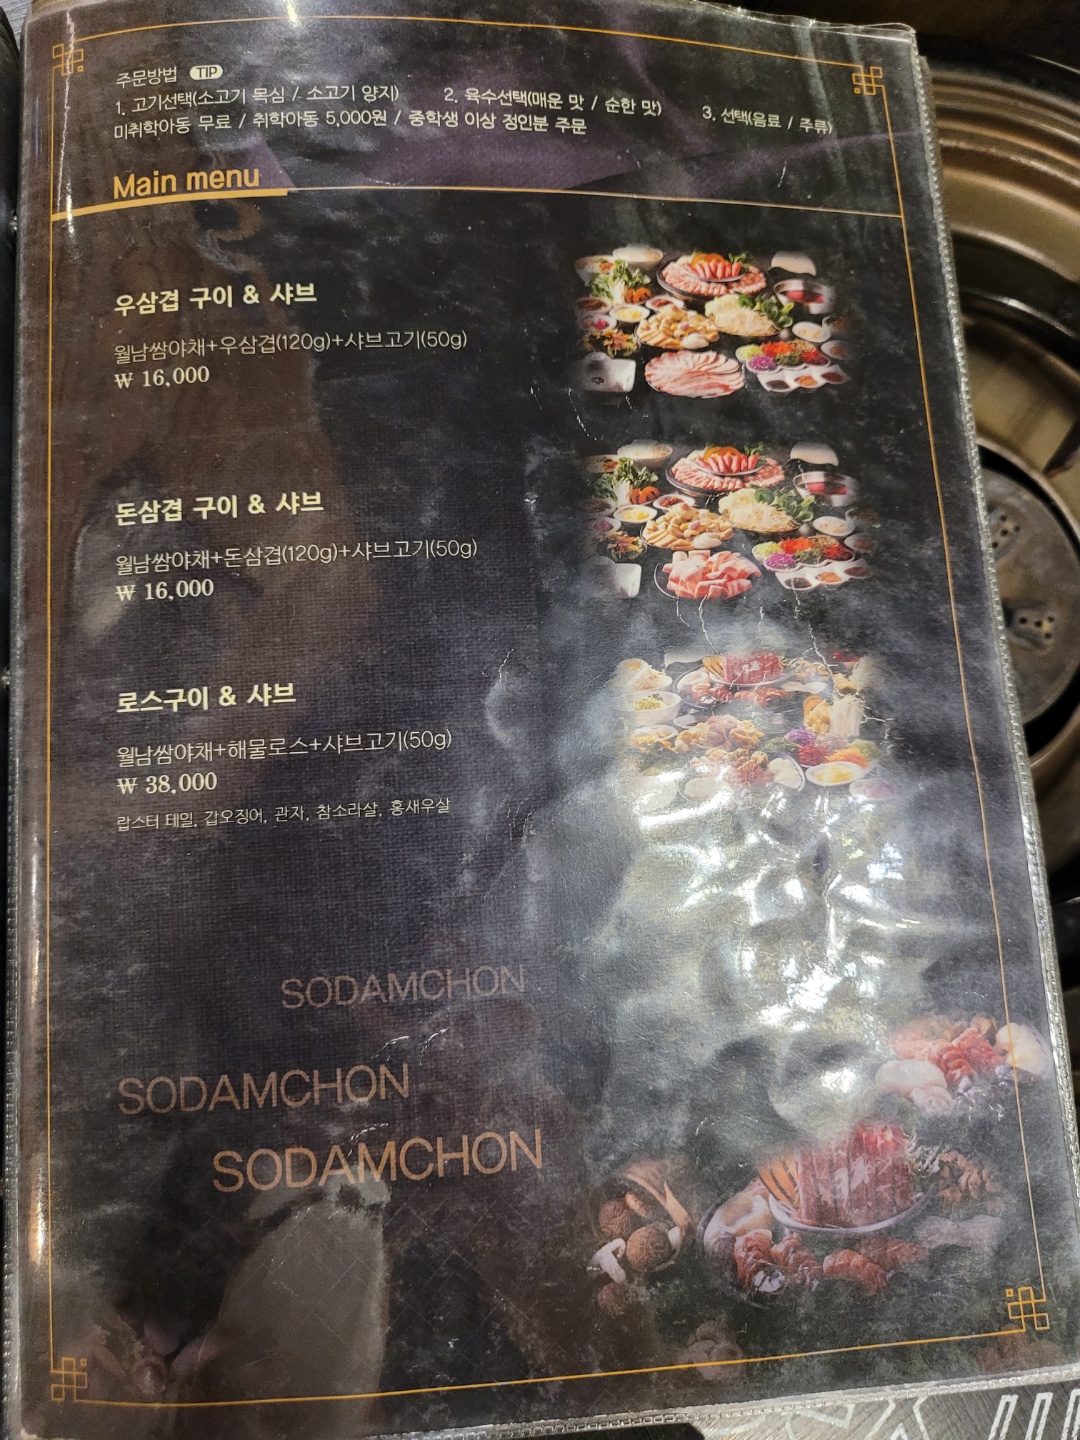 주문방법 TIP
1. 고기선택(소고기 목심 / 소고기 양지) 2. 육수선택(매운 맛 / 순한 맛) 3. 선택(음료 / 주류)
미취학아동 무료 / 취학아동 5,000원 / 중학생 이상 정인분 주문
Main menu
우삼겹 구이 & 샤브
월남쌈야채+우삼겹(120g)+샤브고기(50g)
₩ 16,000
돈삼겹 구이 & 샤브
월남쌈야채+돈삼겹(120g)+샤브고기(50g)
₩ 16,000
로스구이 & 샤브
월남쌈야채+해물로스+샤브고기(50g)
₩ 38,000
랍스터 테일, 갑오징어, 관자, 참소라살, 홍새우살
SODAMCHON
SODAMCHON
SODAMCHON